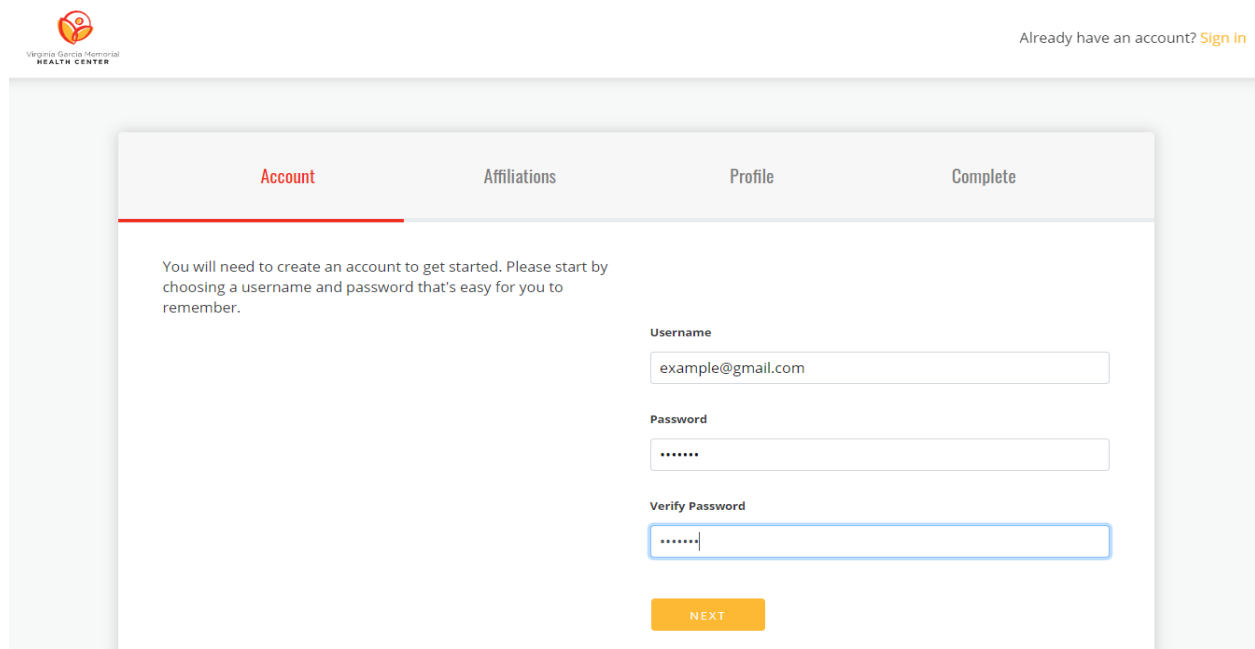 Virginia Garcia Memorial
HEALTH CENTER
Already have an account? Sign in
Account
Affiliations
Profile
Complete
You will need to create an account to get started. Please start by
choosing a username and password that's easy for you to
remember.
Username
example@gmail.com
Password
•••••••
Verify Password
•••••••
NEXT